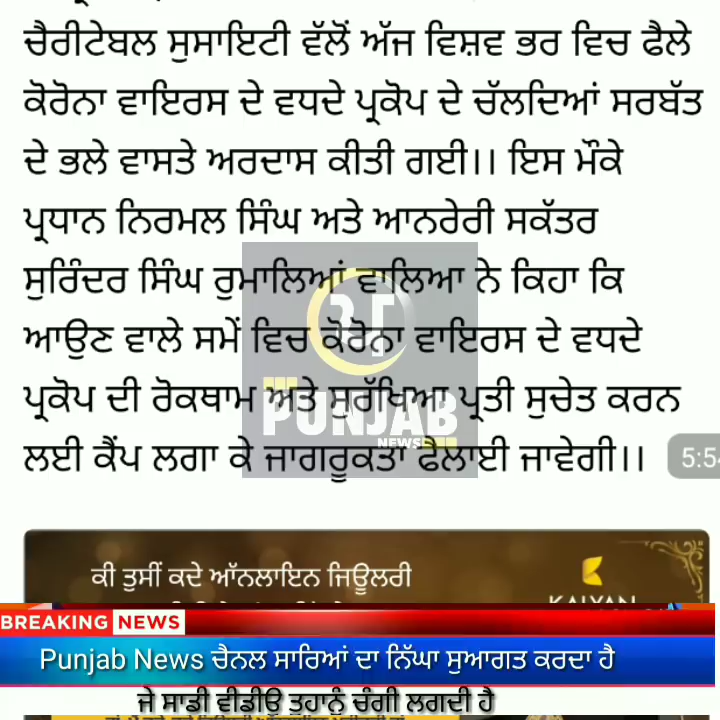 ਚੈਰੀਟੇਬਲ ਸੁਸਾਇਟੀ ਵੱਲੋਂ ਅੱਜ ਵਿਸ਼ਵ ਭਰ ਵਿਚ ਫੈਲੇ
ਕੋਰੋਨਾ ਵਾਇਰਸ ਦੇ ਵਧਦੇ ਪ੍ਰਕੋਪ ਦੇ ਚੱਲਦਿਆਂ ਸਰਬੱਤ
ਦੇ ਭਲੇ ਵਾਸਤੇ ਅਰਦਾਸ ਕੀਤੀ ਗਈ।। ਇਸ ਮੌਕੇ
ਪ੍ਰਧਾਨ ਨਿਰਮਲ ਸਿੰਘ ਅਤੇ ਆਨਰੇਰੀ ਸਕੱਤਰ
ਸੁਰਿੰਦਰ ਸਿੰਘ ਰੁਮਾਲਿਆਂ ਵਾਲਿਆ ਨੇ ਕਿਹਾ ਕਿ
ਆਉਣ ਵਾਲੇ ਸਮੇਂ ਵਿਚ ਕੋਰੋਨਾ ਵਾਇਰਸ ਦੇ ਵਧਦੇ
ਪ੍ਰਕੋਪ ਦੀ ਰੋਕਥਾਮ ਅਤੇ ਸੁਰੱਖਿਆ ਪ੍ਰਤੀ ਸੁਚੇਤ ਕਰਨ
ਲਈ ਕੈਂਪ ਲਗਾ ਕੇ ਜਾਗਰੂਕਤਾ ਫੈਲਾਈ ਜਾਵੇਗੀ।।
PUNJAB
NEWS
ਕੀ ਤੁਸੀਂ ਕਦੇ ਆੱਨਲਾਇਨ ਜਿਊਲਰੀ
KALYAN
BREAKING NEWS
Punjab News ਚੈਨਲ ਸਾਰਿਆਂ ਦਾ ਨਿੱਘਾ ਸੁਆਗਤ ਕਰਦਾ ਹੈ
ਜੇ ਸਾਡੀ ਵੀਡੀਉ ਤੁਹਾਨੂੰ ਚੰਗੀ ਲਗਦੀ ਹੈ